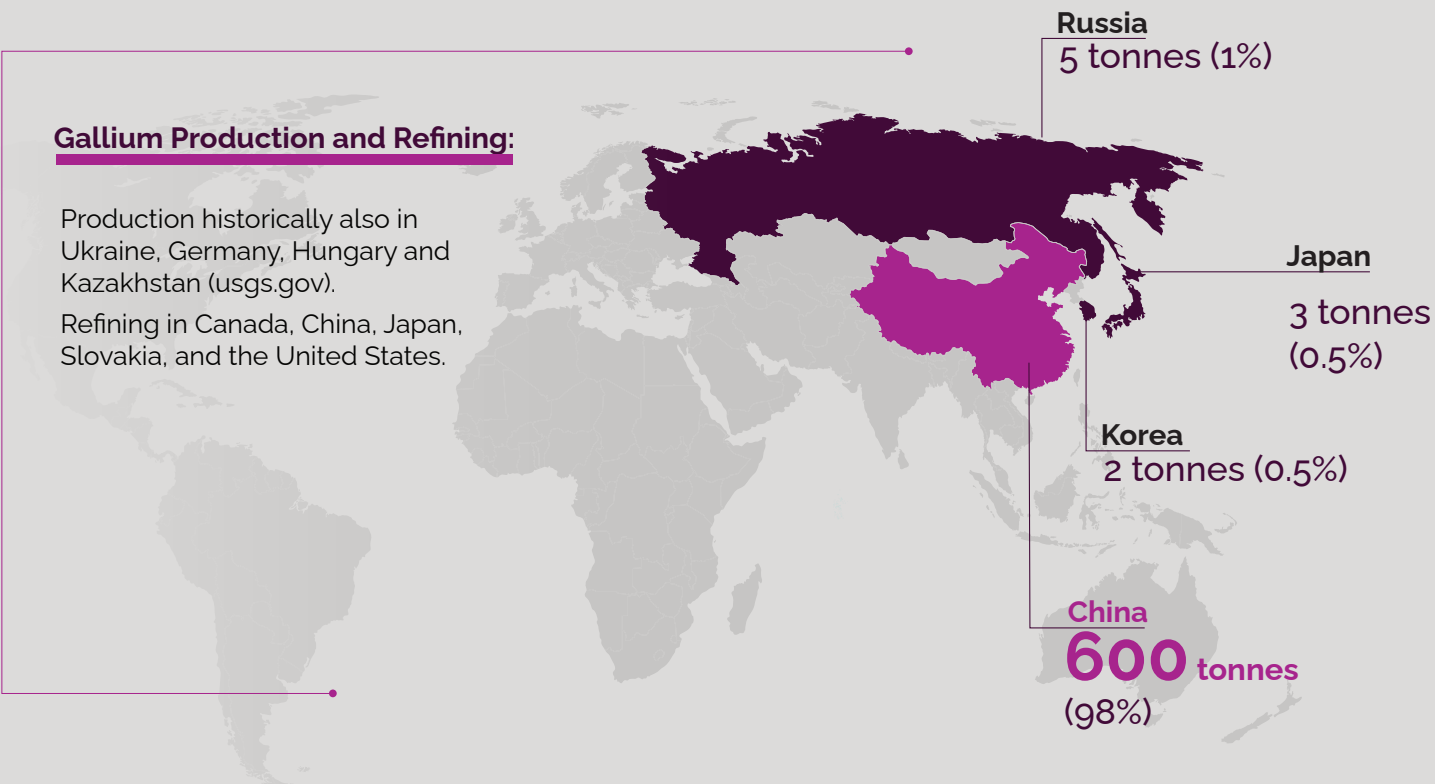 Russia
5 tonnes (1%)
Gallium Production and Refining:
Production historically also in
Ukraine, Germany, Hungary and
Kazakhstan (usgs.gov).
Refining in Canada, China, Japan,
Slovakia, and the United States.
Japan
3 tonnes
(0.5%)
Korea
2 tonnes (0.5%)
China
600 tonnes
(98%)